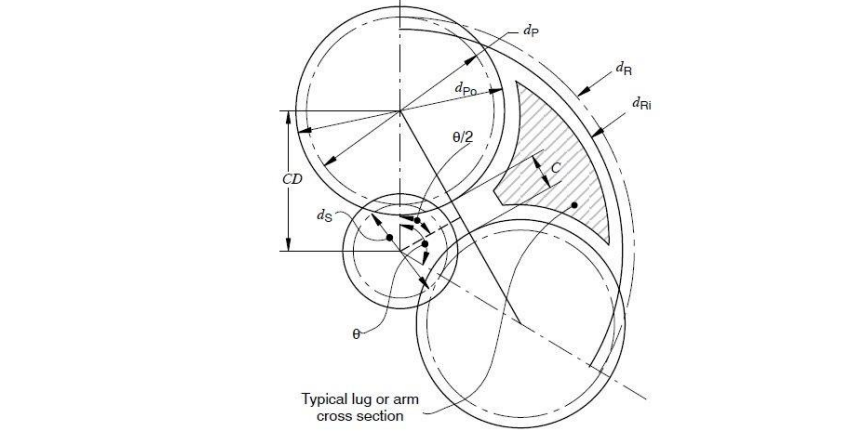 dP
dR
dPo
dRi
θ/2
C
CD
dS
θ
Typical lug or arm
cross section